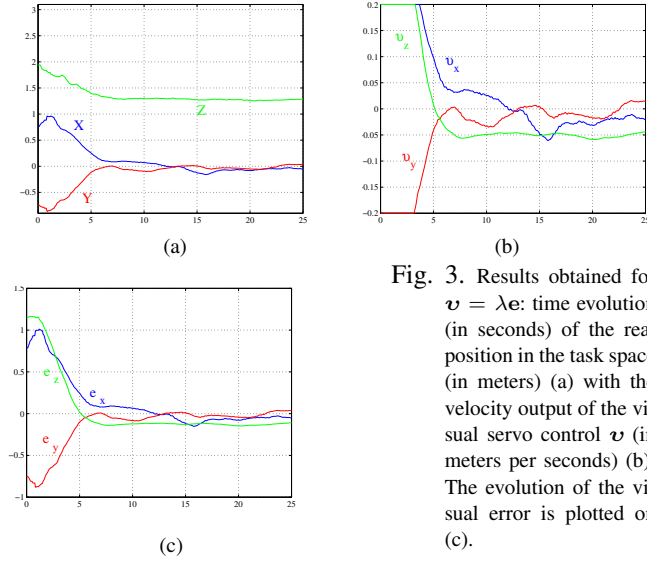 3
2.5
2
1.5
1
0.5
0
−0.5
0 5 10 15 20 25
Z
X
Y
(a)
0.2
0.15
0.1
0.05
0
−0.05
−0.1
−0.15
−0.2
0 5 10 15 20 25
υz
υx
υy
(b)
1.5
1
0.5
0
−0.5
−1
0 5 10 15 20 25
e z
e x
e y
(c)
Fig. 3. Results obtained for
υ = λe: time evolution
(in seconds) of the rea
position in the task space
(in meters) (a) with the
velocity output of the vi
sual servo control υ (in
meters per seconds) (b)
The evolution of the vi
sual error is plotted on
(c).